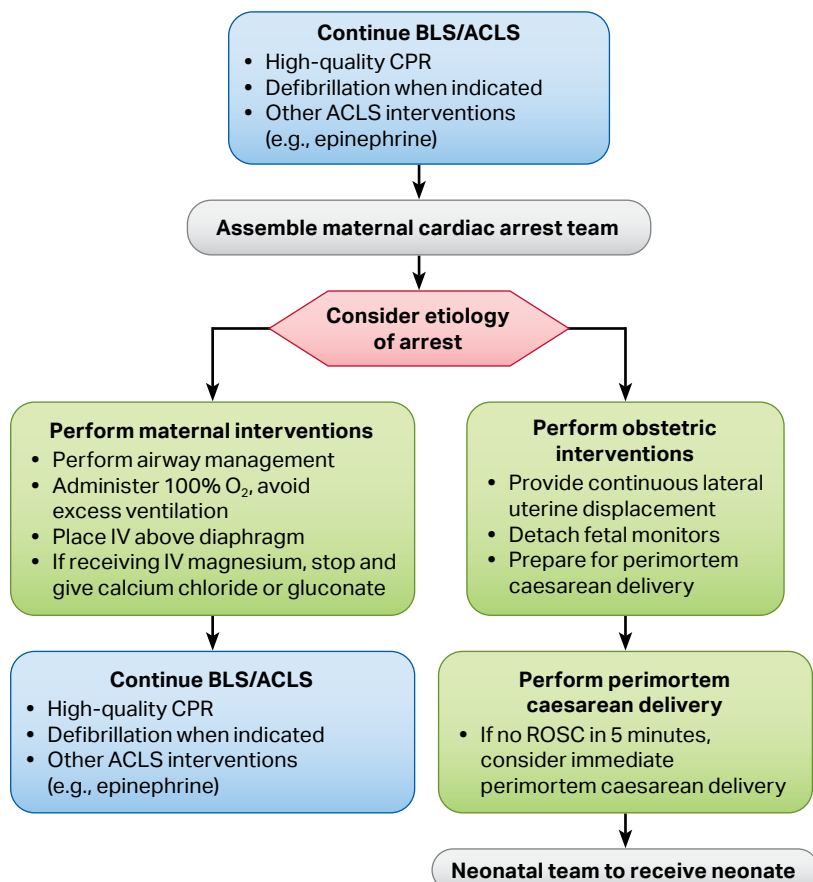 Continue BLS/ACLS
• High-quality CPR
• Defibrillation when indicated
• Other ACLS interventions
(e.g., epinephrine)
Assemble maternal cardiac arrest team
Consider etiology
of arrest
Perform maternal interventions
• Perform airway management
• Administer 100% O₂, avoid
excess ventilation
• Place IV above diaphragm
• If receiving IV magnesium, stop and
give calcium chloride or gluconate
Perform obstetric
interventions
• Provide continuous lateral
uterine displacement
• Detach fetal monitors
• Prepare for perimortem
caesarean delivery
Continue BLS/ACLS
• High-quality CPR
• Defibrillation when indicated
• Other ACLS interventions
(e.g., epinephrine)
Perform perimortem
caesarean delivery
• If no ROSC in 5 minutes,
consider immediate
perimortem caesarean delivery
Neonatal team to receive neonate